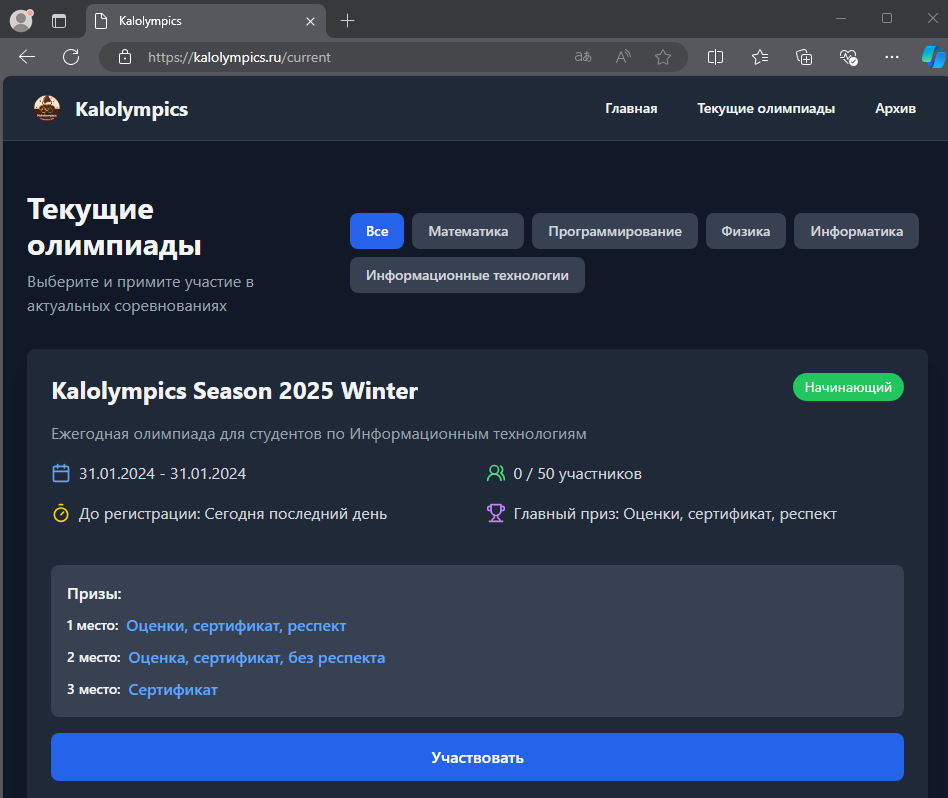 Kalolympics
https://kalolympics.ru/current
Kalolympics
Главная
Текущие олимпиады
Архив
Текущие
олимпиады
Выберите и примите участие в
актуальных соревнованиях
Все
Математика
Программирование
Физика
Информатика
Информационные технологии
Kalolympics Season 2025 Winter
Начинающий
Ежегодная олимпиада для студентов по Информационным технологиям
31.01.2024 - 31.01.2024
0 / 50 участников
До регистрации: Сегодня последний день
Главный приз: Оценки, сертификат, респект
Призы:
1 место: Оценки, сертификат, респект
2 место: Оценка, сертификат, без респекта
3 место: Сертификат
Участвовать